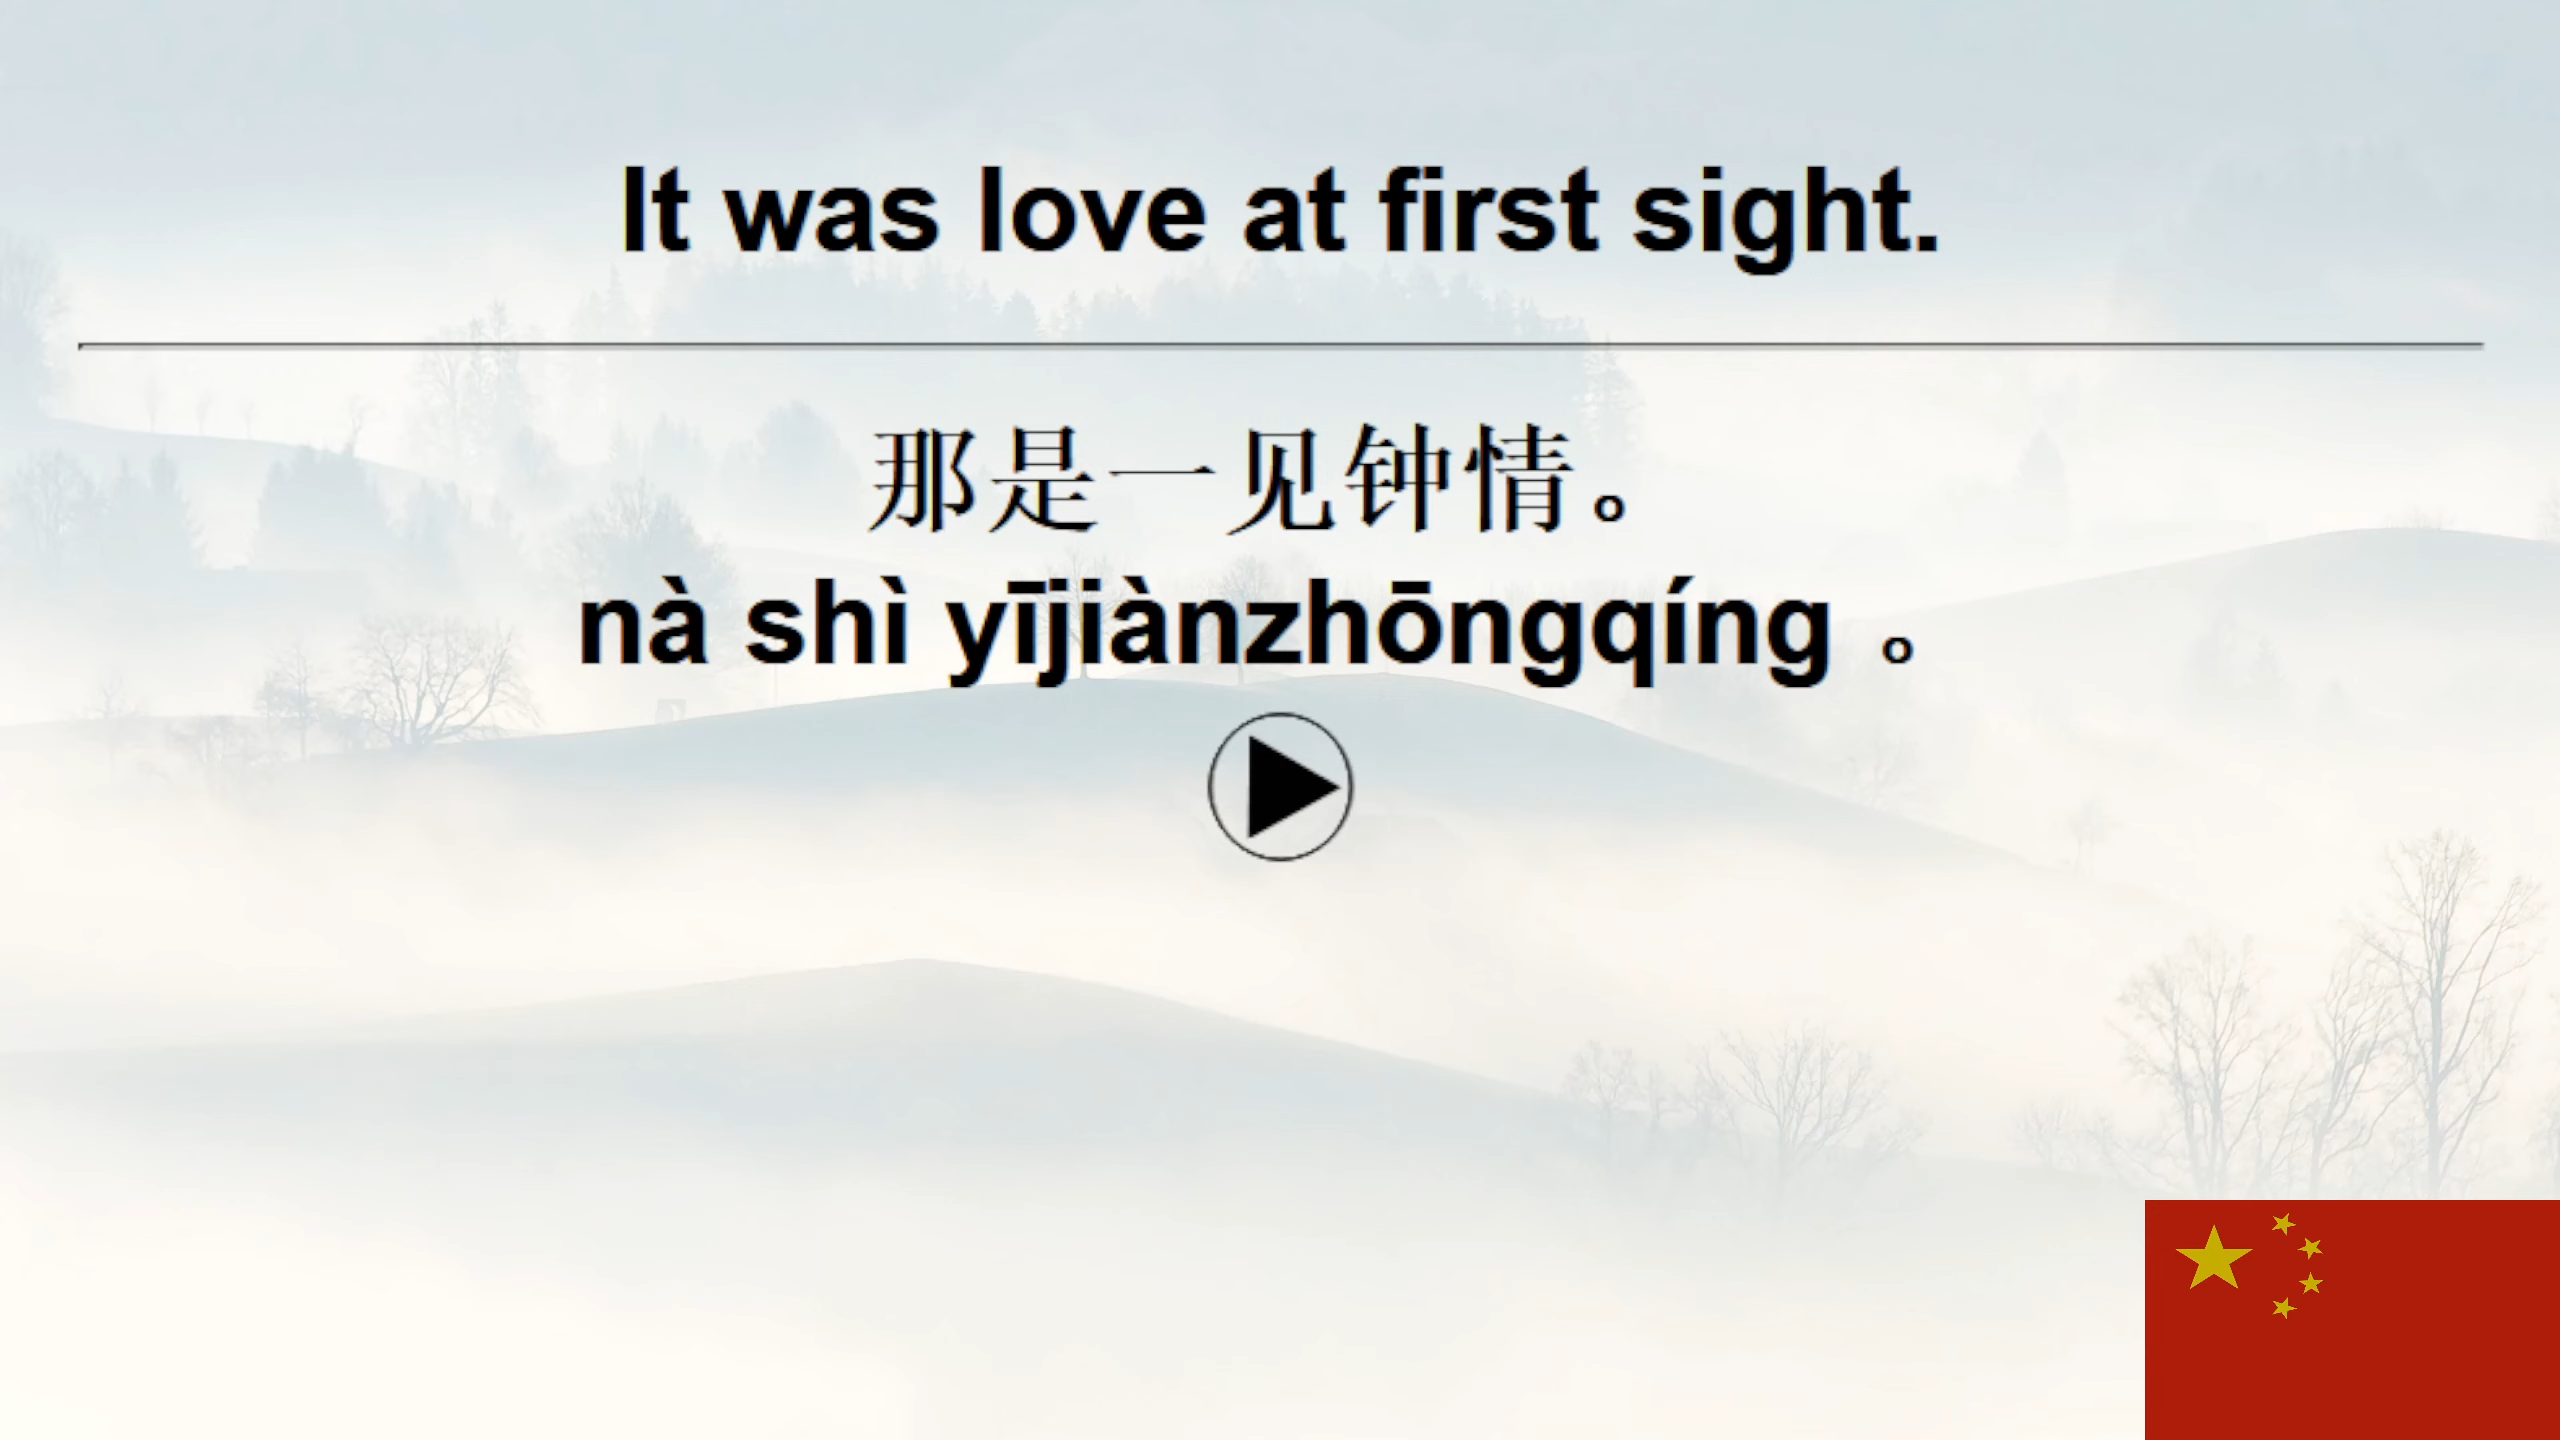 It was love at first sight.
那是一见钟情。
nà shì yījiànzhōngqíng 。